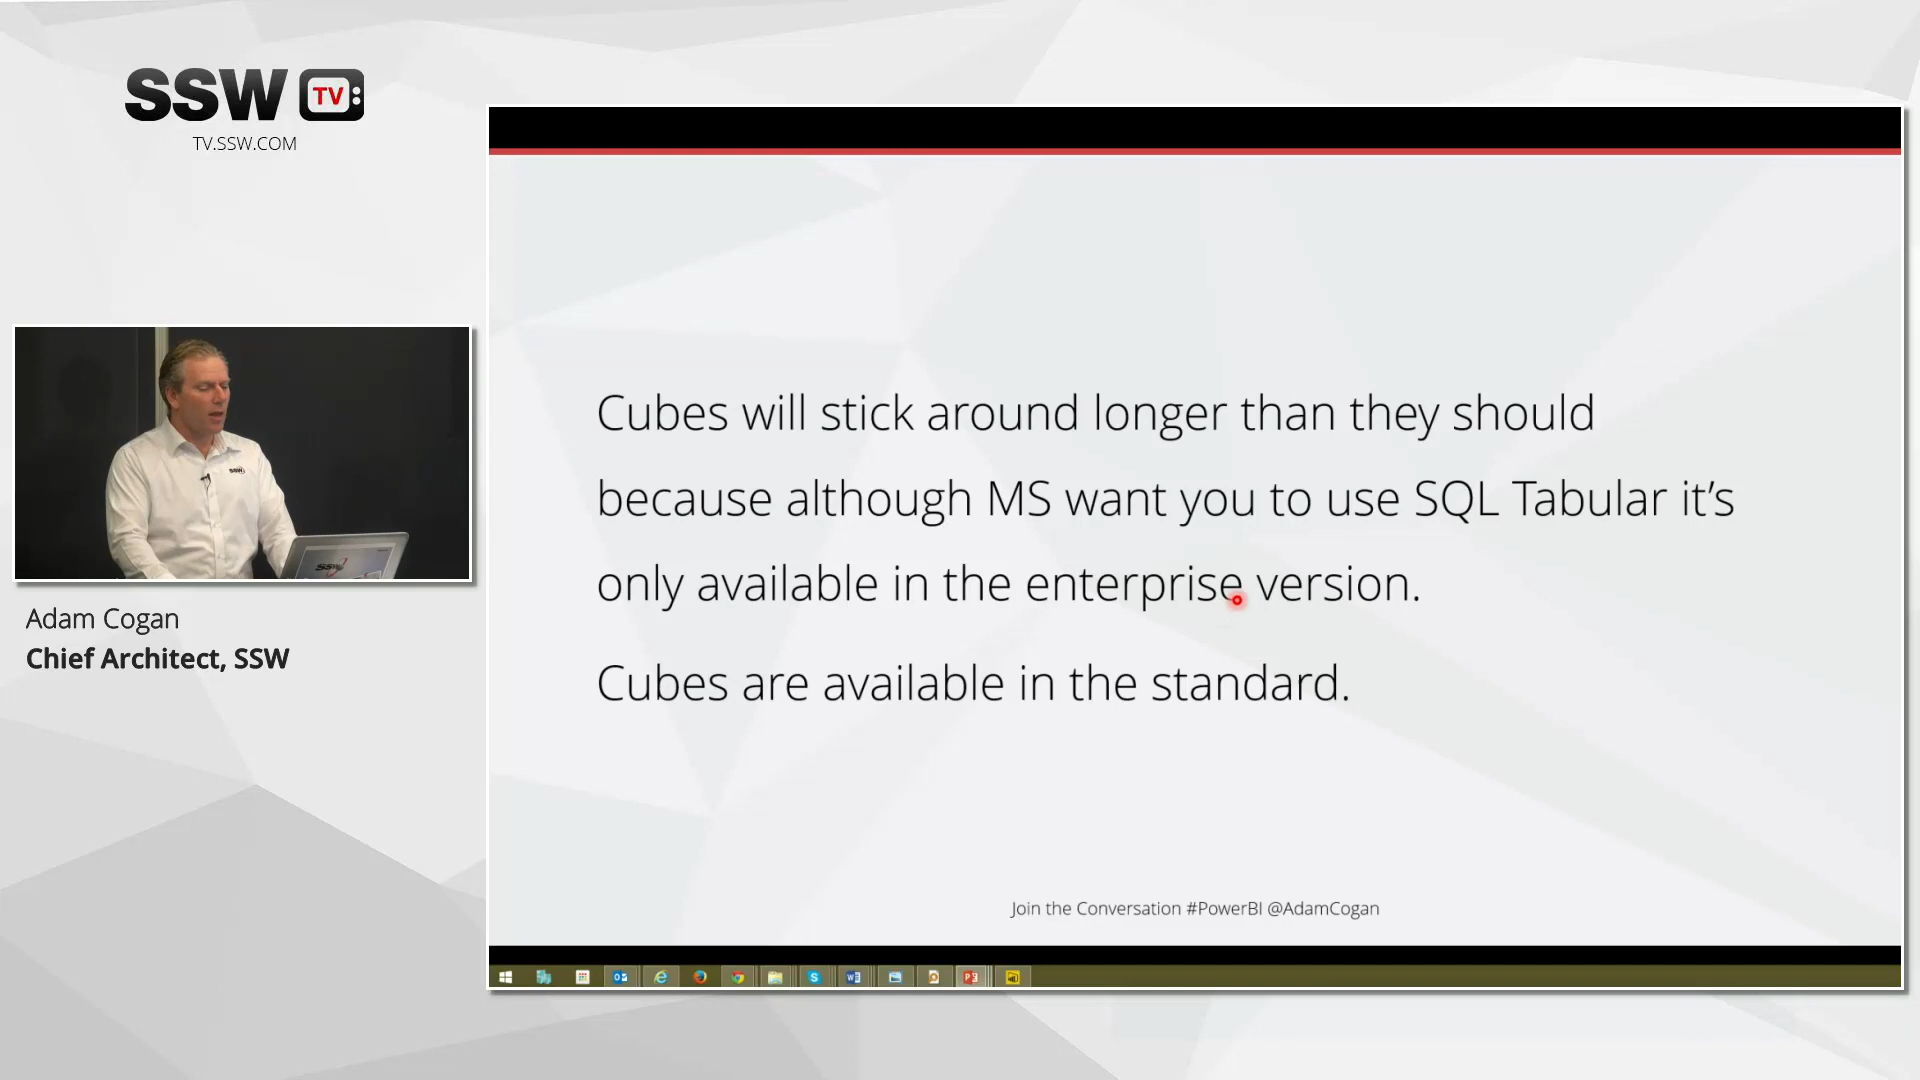 SSW TV
TV.SSW.COM
Cubes will stick around longer than they should
because although MS want you to use SQL Tabular it's
only available in the enterprise version.
Cubes are available in the standard.
Join the Conversation #PowerBI @AdamCogan
SSW
SSW
Adam Cogan
Chief Architect, SSW